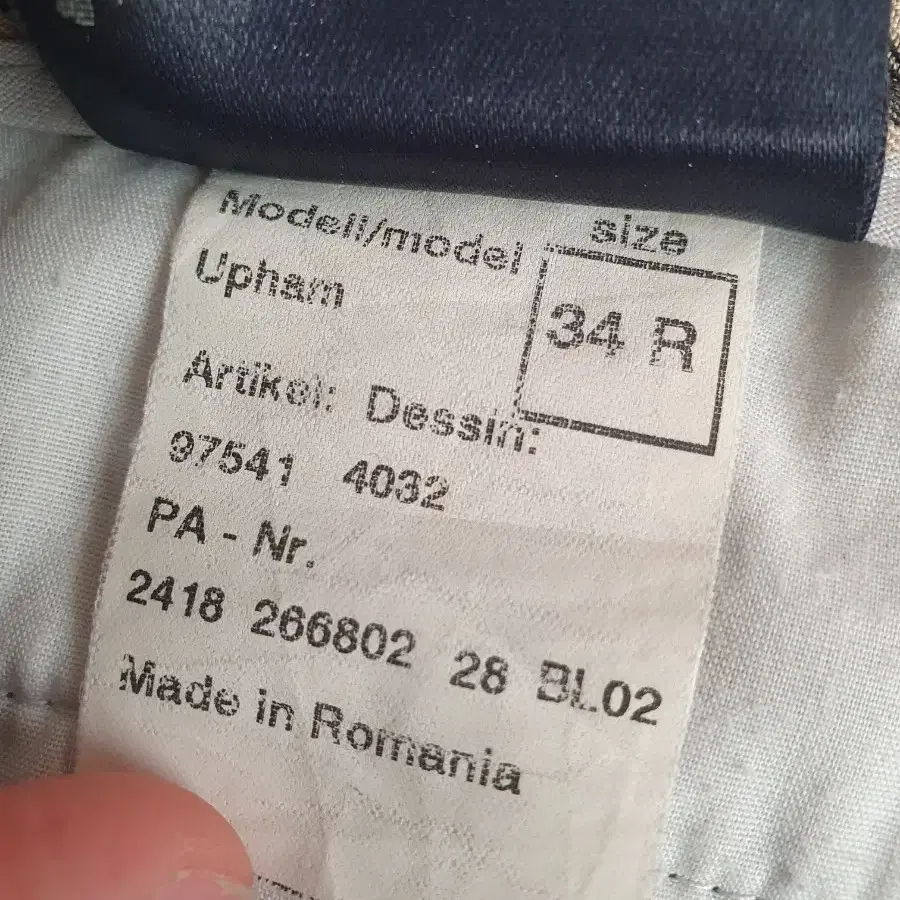 Modell/model size
Upham 34 R
Artikel: Dessin:
97541 4032
PA - Nr.
2418 266802 28 BL02
Made in Romania